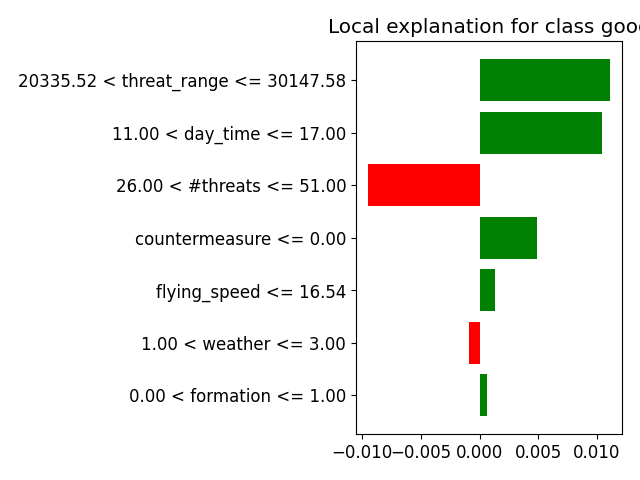 Local explanation for class goo
20335.52 < threat_range <= 30147.58
11.00 < day_time <= 17.00
26.00 < #threats <= 51.00
countermeasure <= 0.00
flying_speed <= 16.54
1.00 < weather <= 3.00
0.00 < formation <= 1.00
−0.010 −0.005 0.000 0.005 0.010